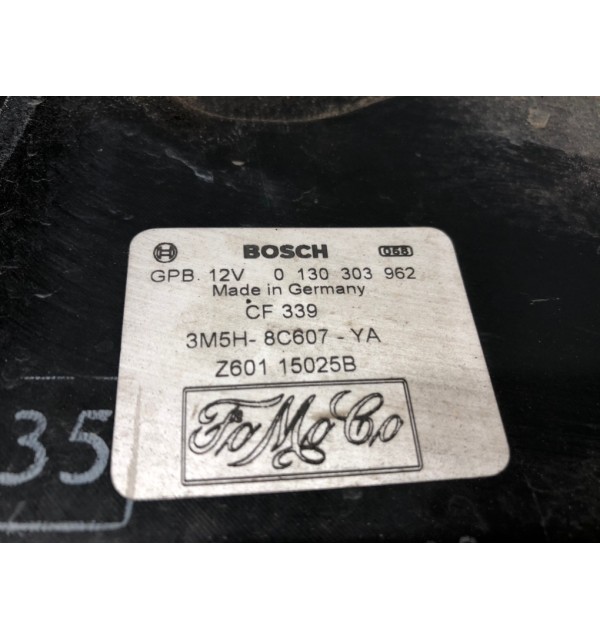 BOSCH 058
GPB. 12V 0 130 303 962
Made in Germany
CF 339
3M5H- 8C607 -YA
Z601 15025B
FoMoCo
35